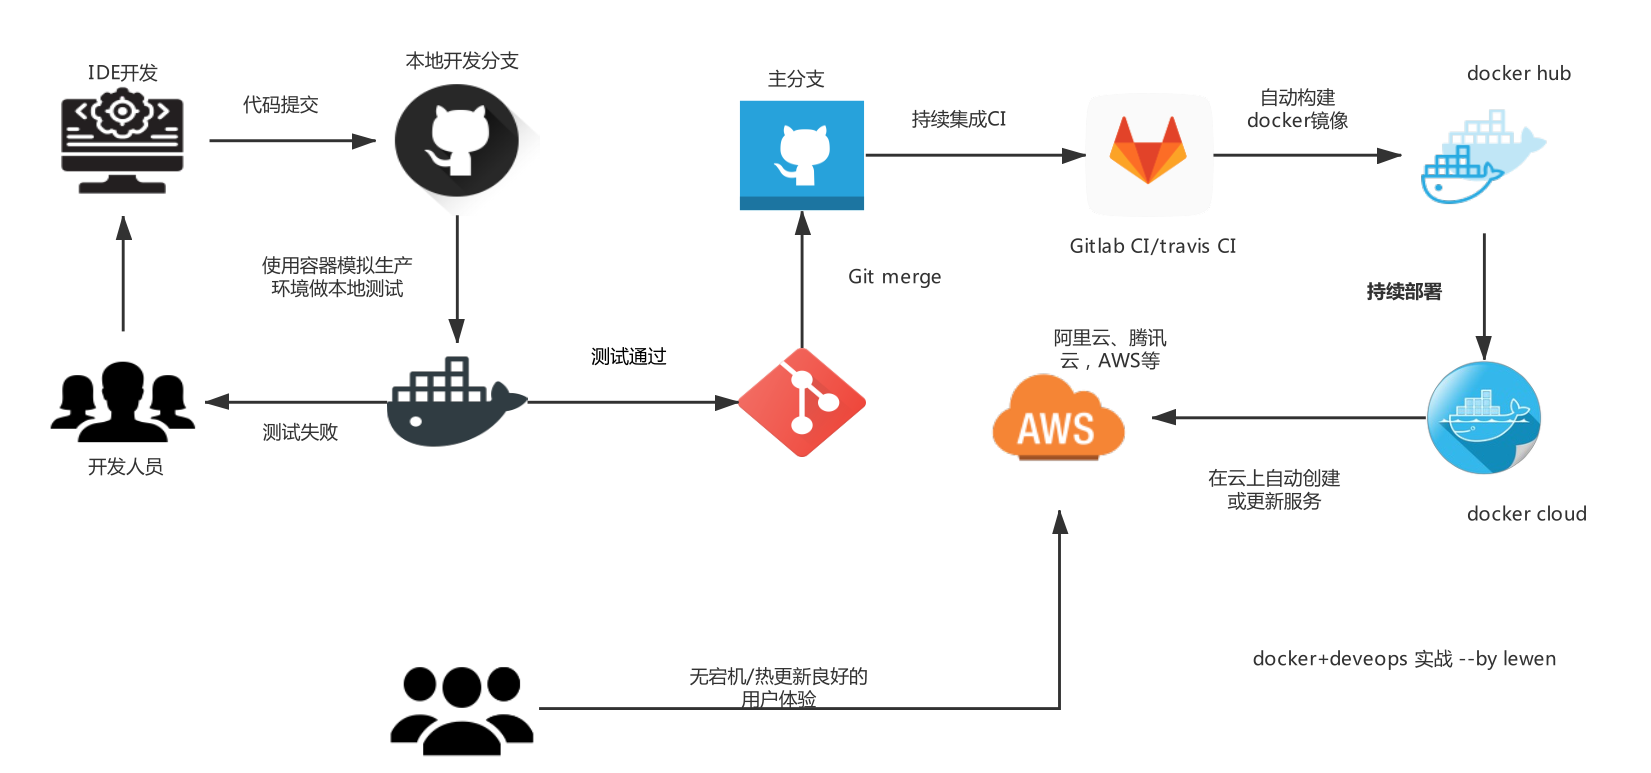 IDE开发
代码提交
本地开发分支
主分支
持续集成CI
自动构建
docker镜像
docker hub
使用容器模拟生产
环境做本地测试
Git merge
Gitlab CI/travis CI
持续部署
测试通过
阿里云、腾讯
云，AWS等
AWS
测试失败
开发人员
在云上自动创建
或更新服务
docker cloud
无宕机/热更新良好的
用户体验
docker+deveops 实战 --by lewen